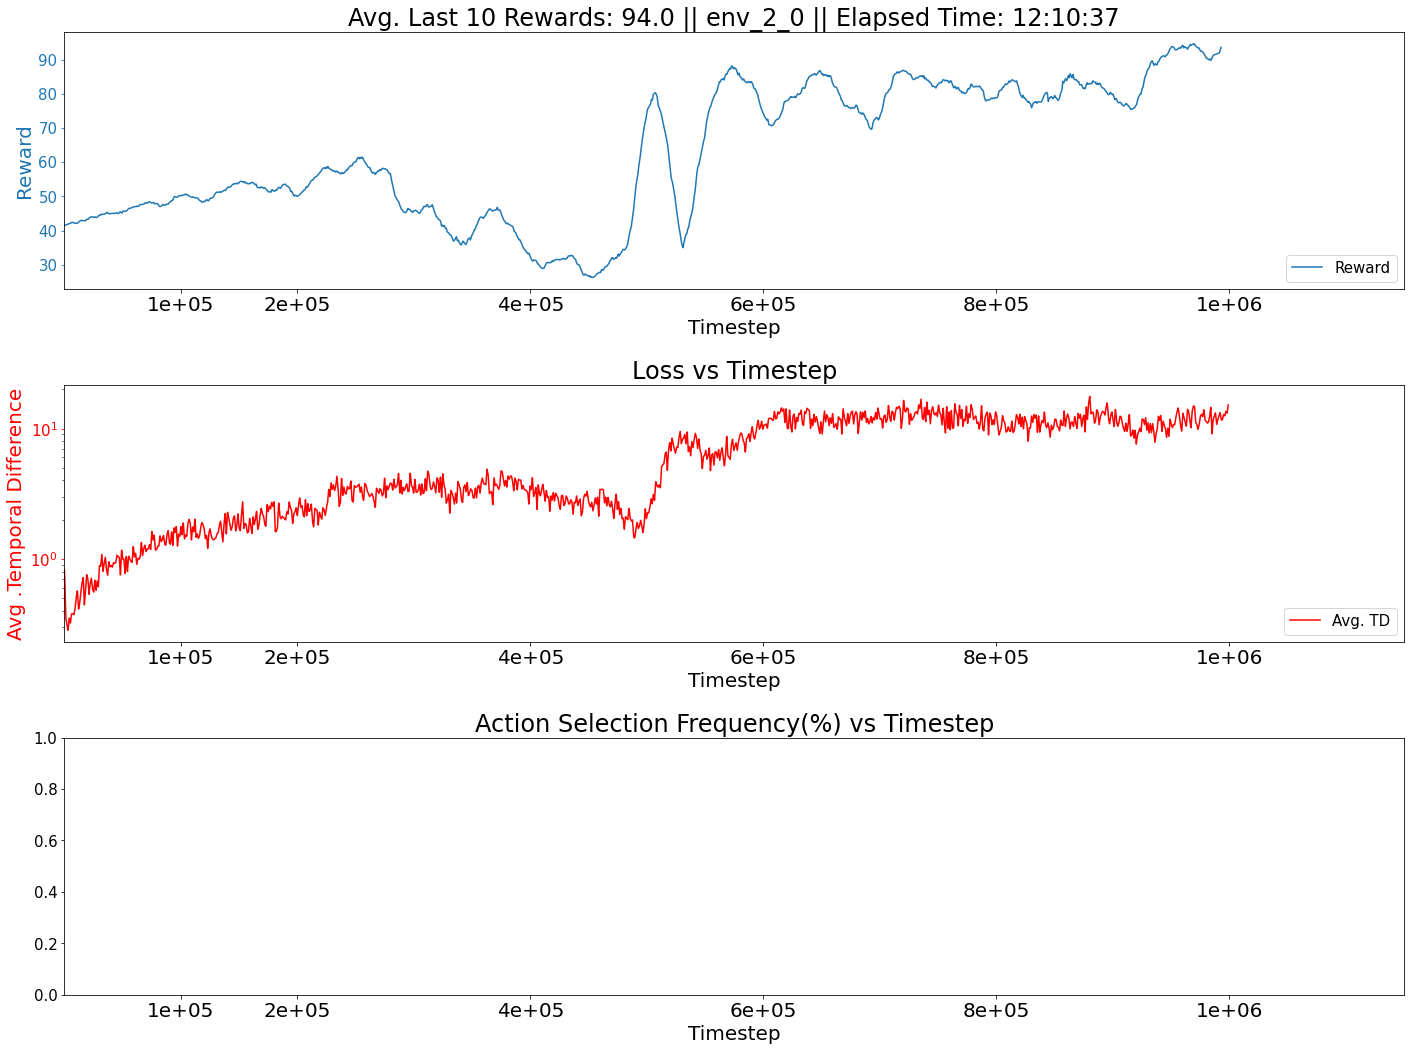 Avg. Last 10 Rewards: 94.0 || env_2_0 || Elapsed Time: 12:10:37
Reward
90
80
70
60
50
40
30
Reward
1e+05 2e+05 4e+05 6e+05 8e+05 1e+06
Timestep
Loss vs Timestep
Avg .Temporal Difference
10¹
10⁰
Avg. TD
1e+05 2e+05 4e+05 6e+05 8e+05 1e+06
Timestep
Action Selection Frequency(%) vs Timestep
1.0
0.8
0.6
0.4
0.2
0.0
1e+05 2e+05 4e+05 6e+05 8e+05 1e+06
Timestep